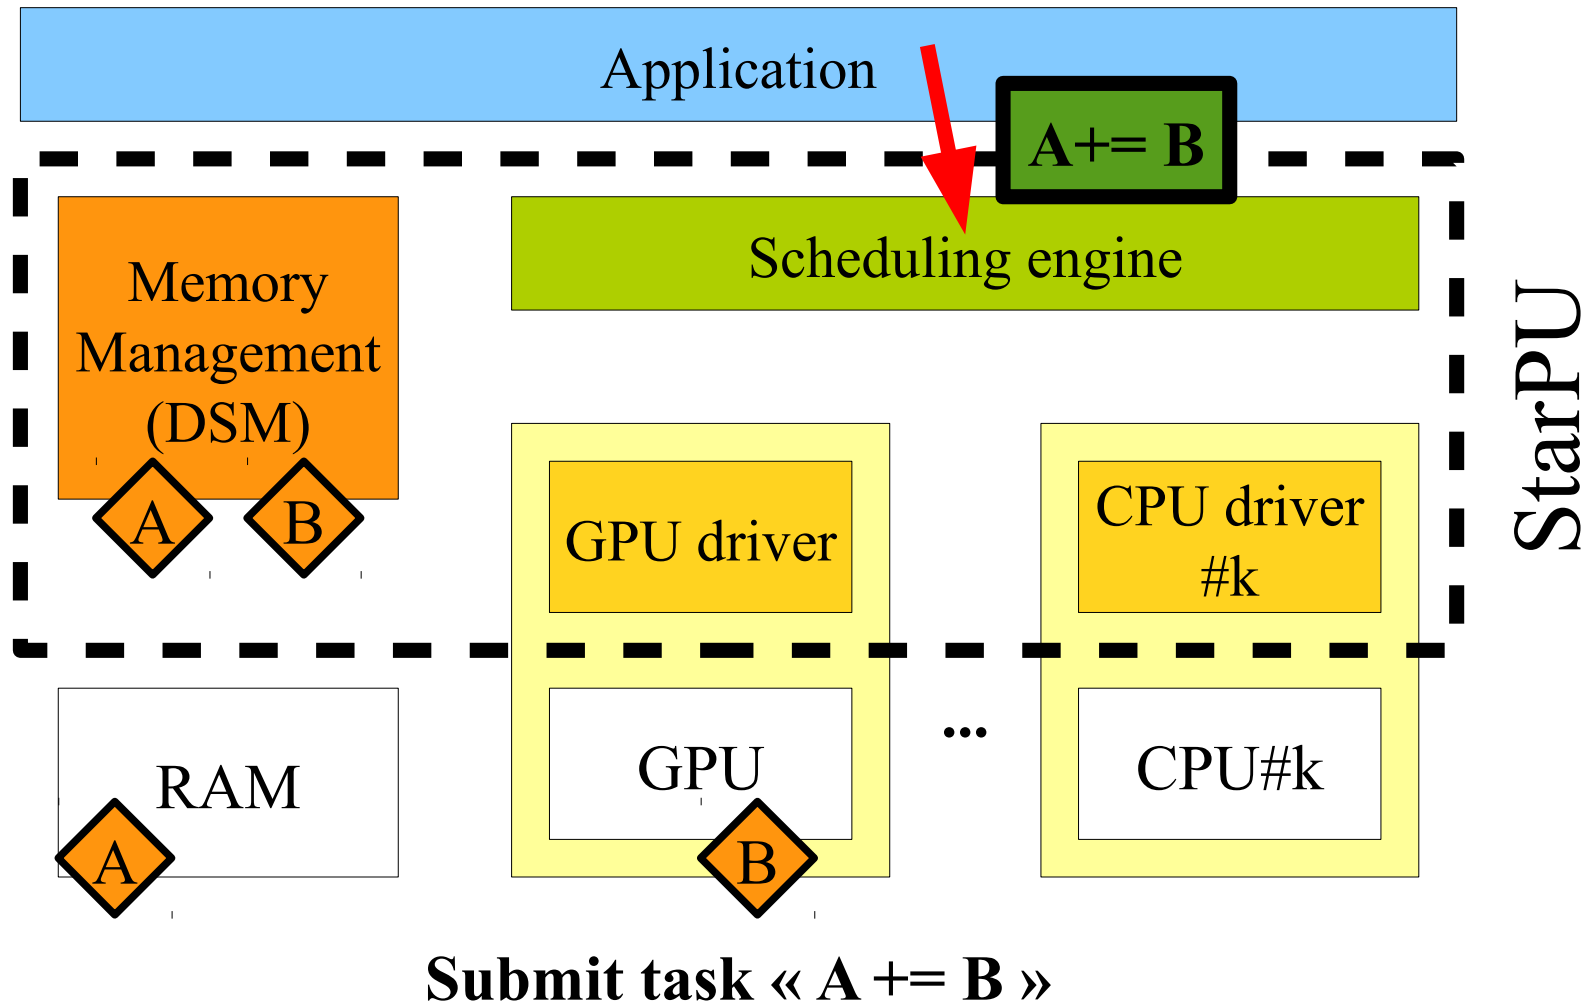 Application
A+= B
Scheduling engine
Memory
Management
(DSM)
A
B
GPU driver
CPU driver
#k
StarPU
RAM
A
GPU
B
...
CPU#k
Submit task « A += B »